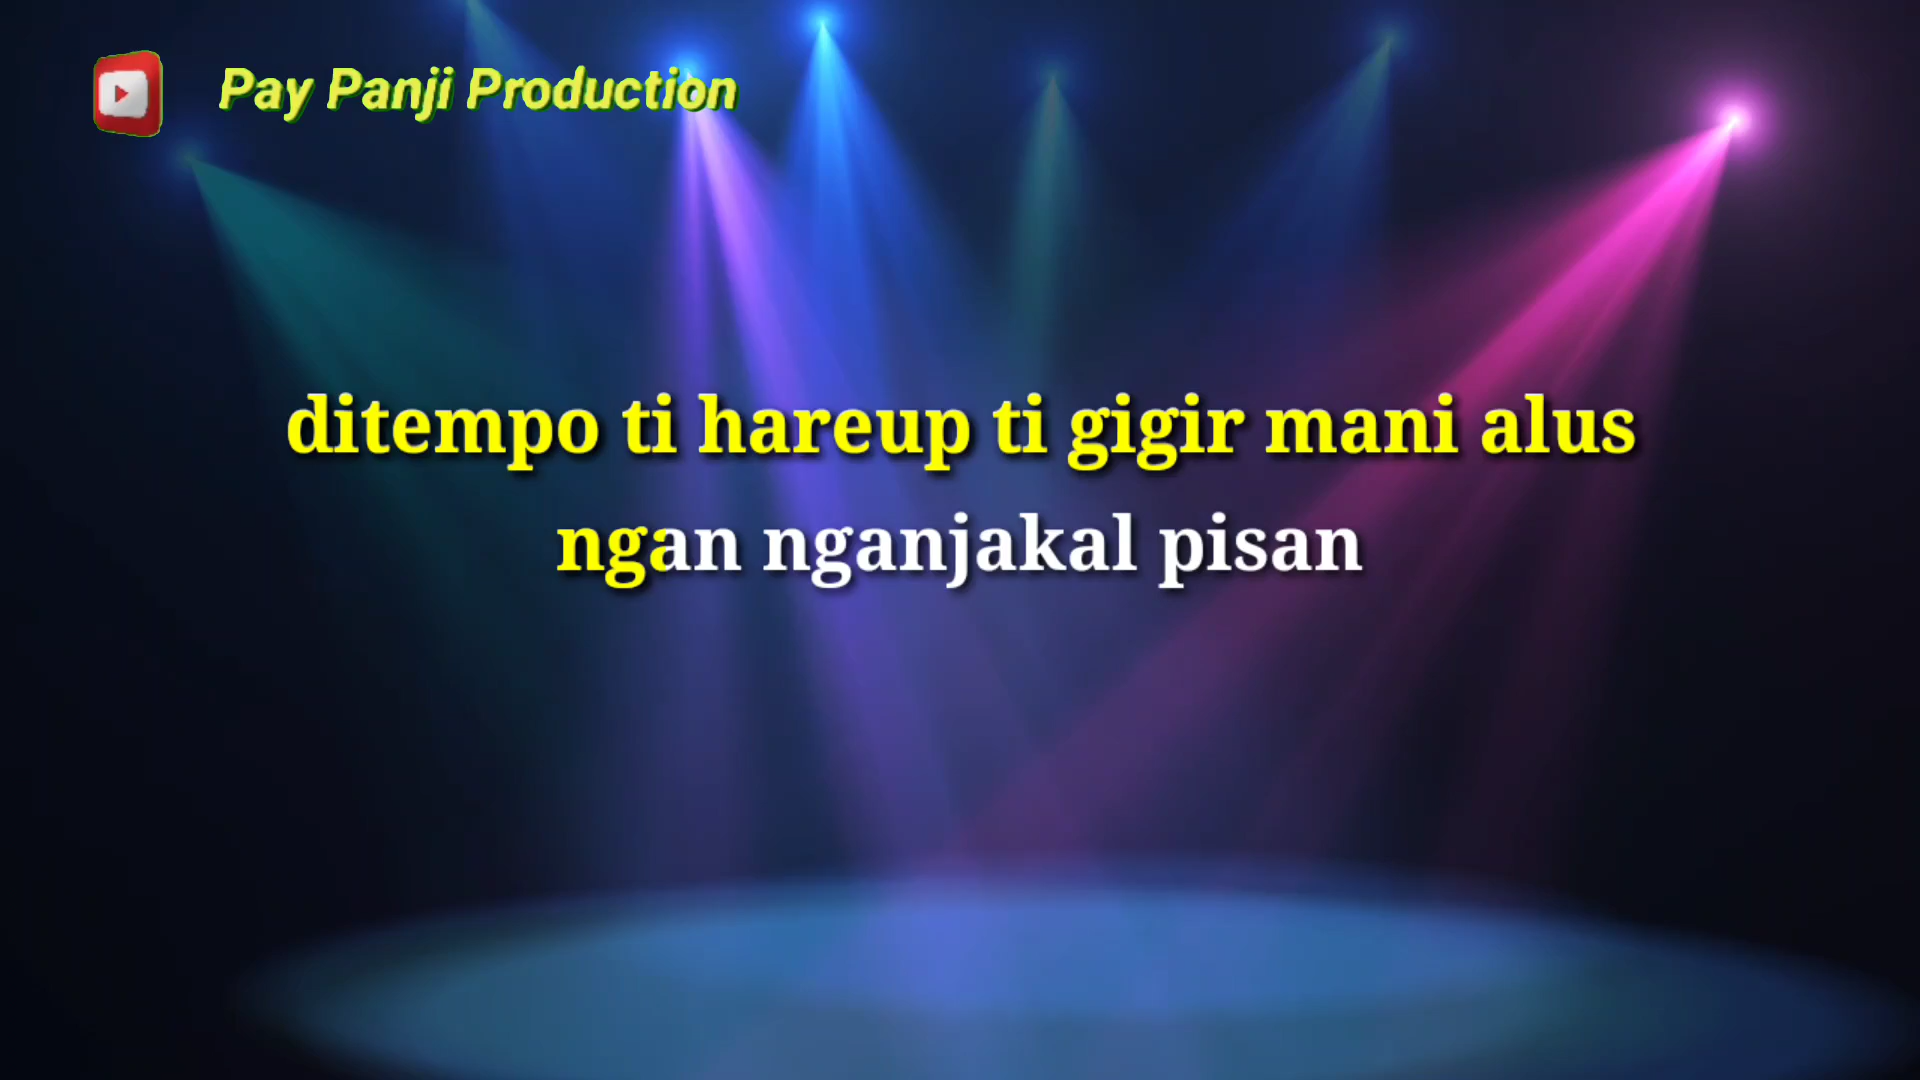 Pay Panji Production
ditempo ti hareup ti gigir mani alus
ngan nganjakal pisan